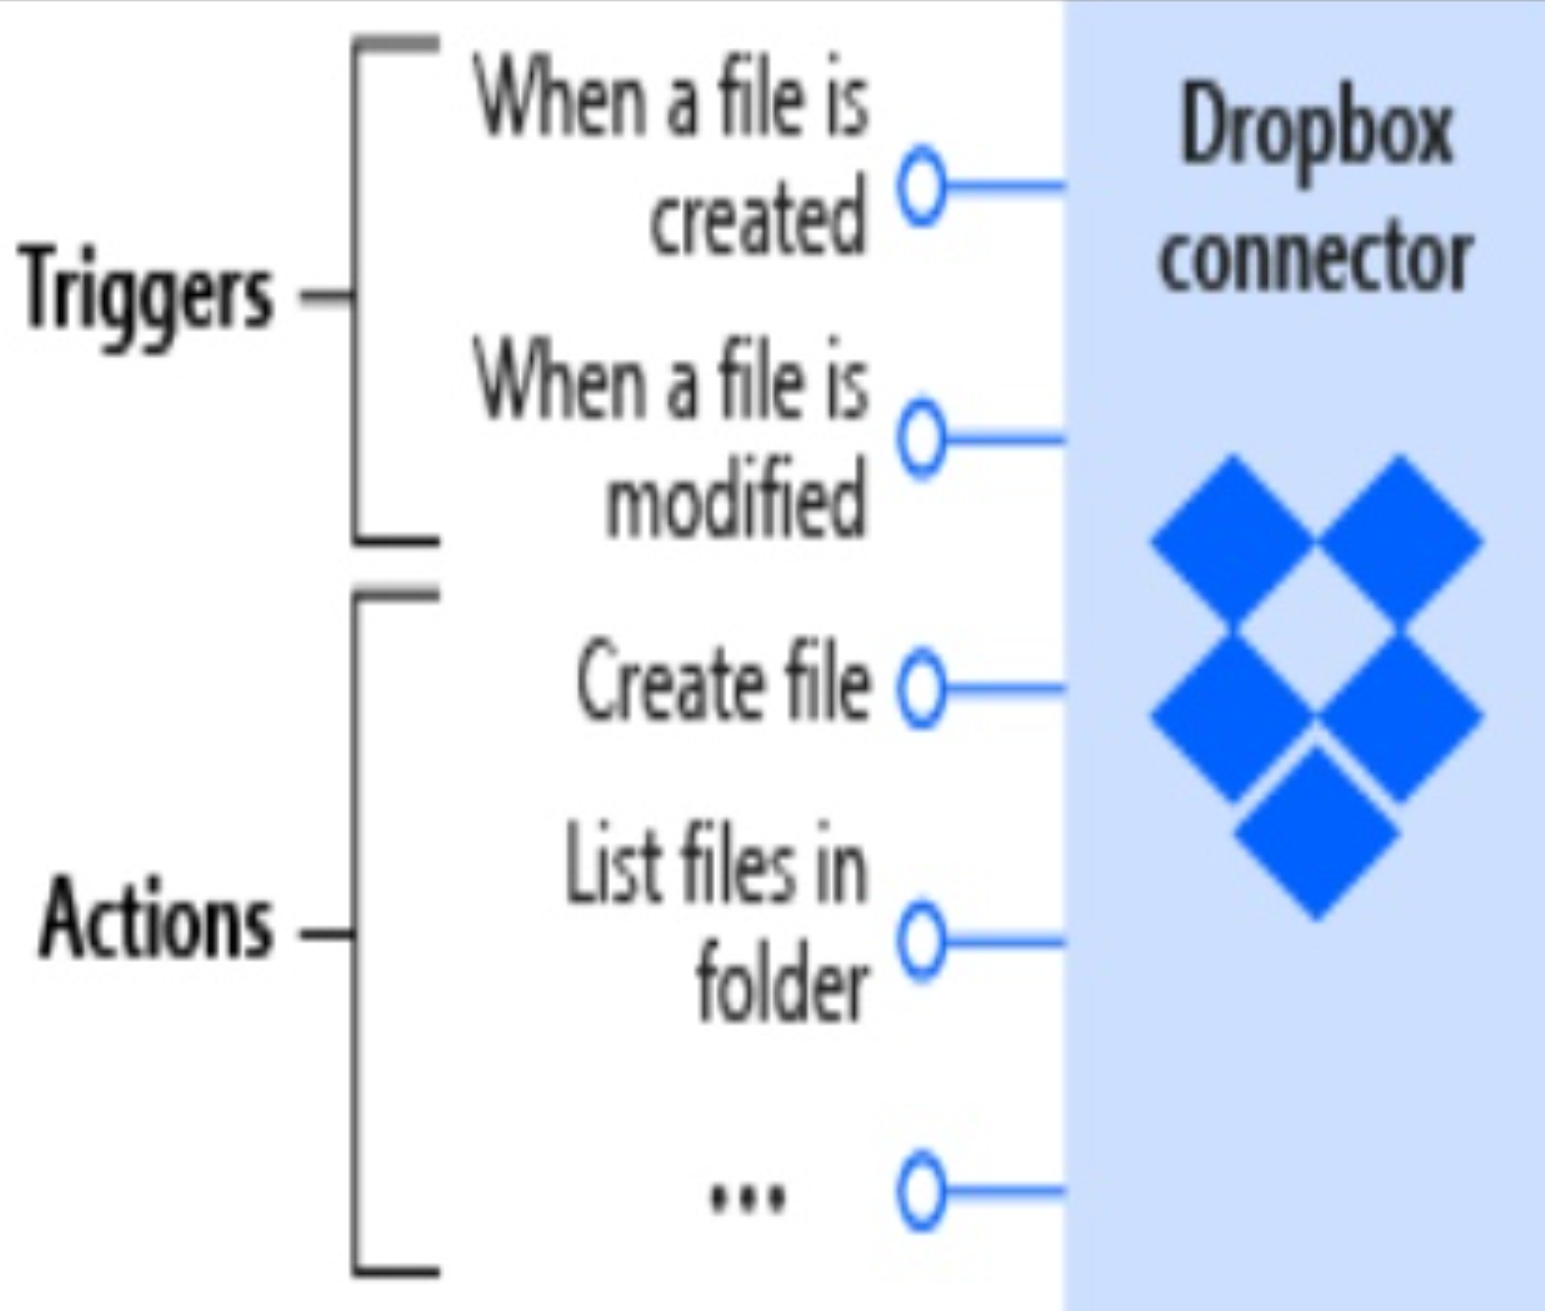 Triggers
When a file is
created
When a file is
modified
Actions
Create file
List files in
folder
...
Dropbox
connector